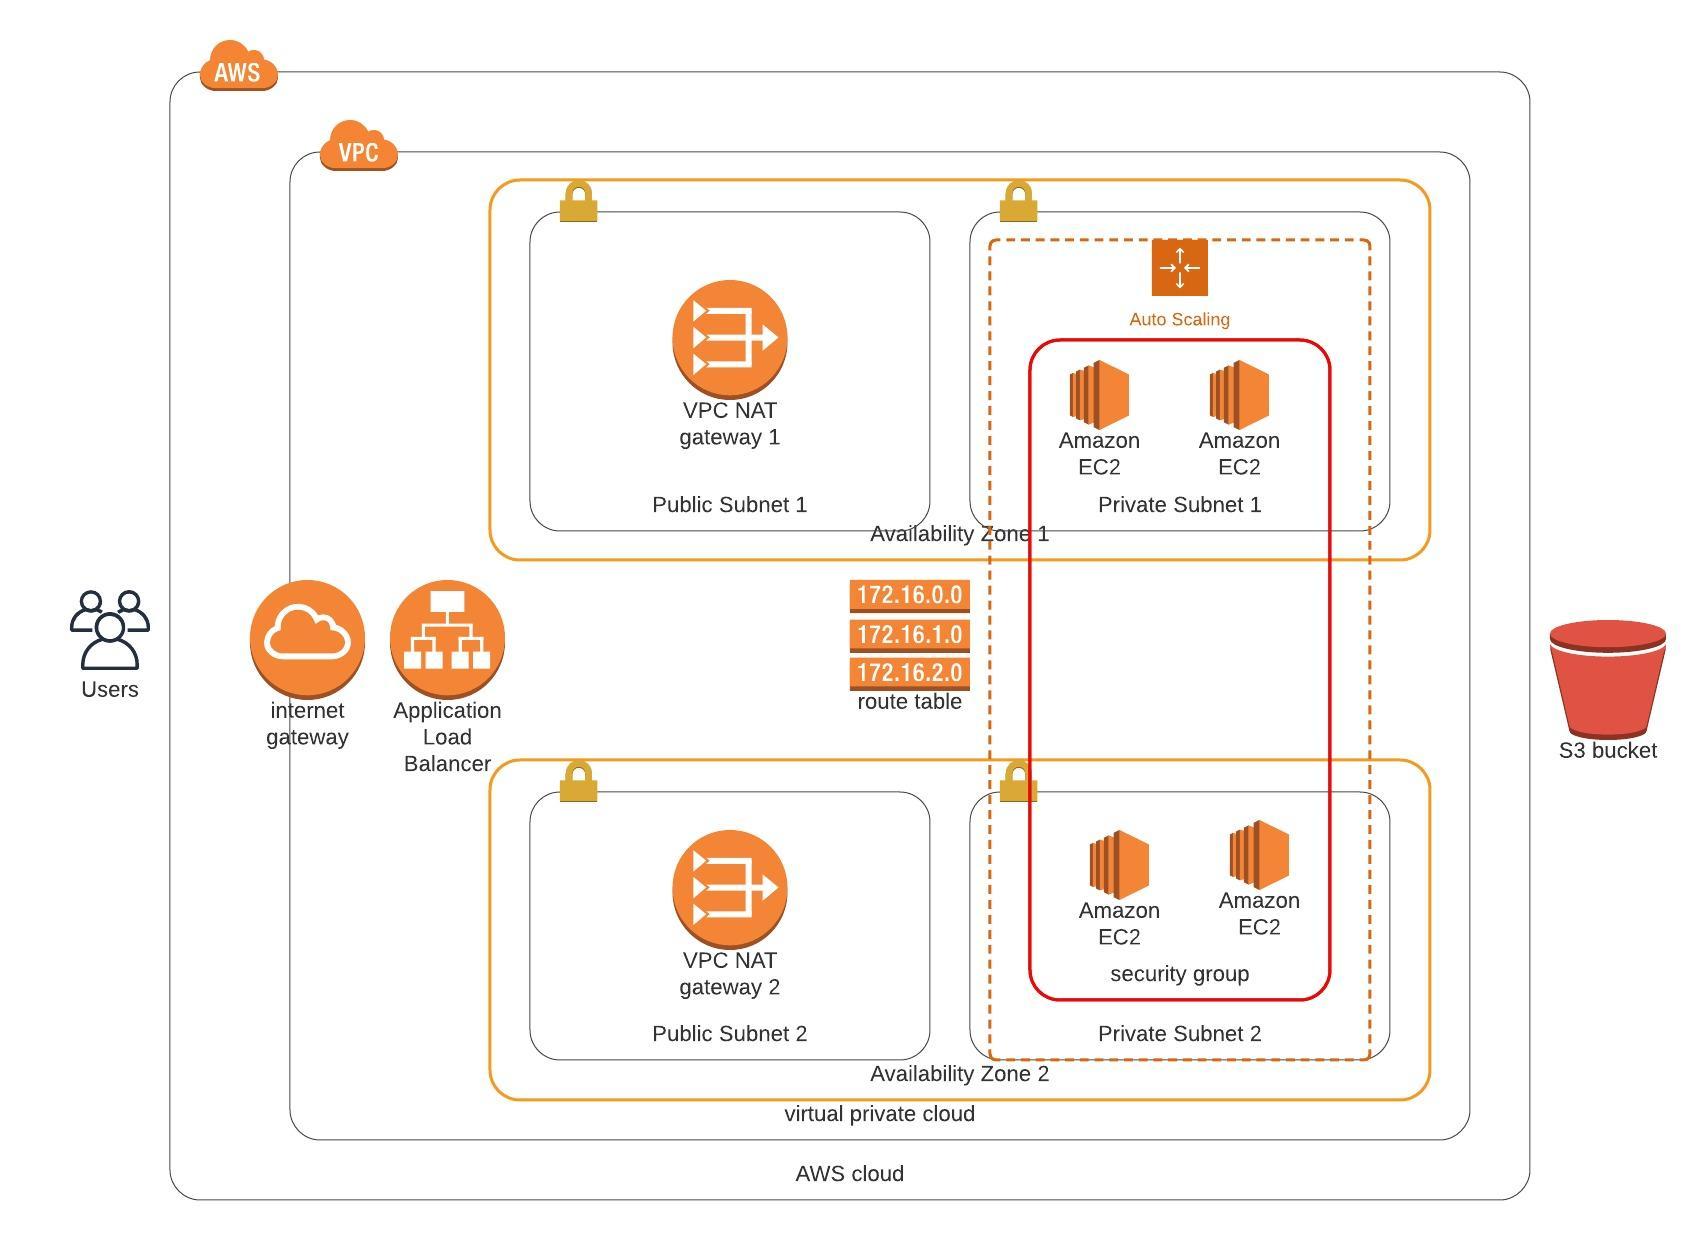 AWS
VPC
VPC NAT
gateway 1
Public Subnet 1
Auto Scaling
Amazon
EC2
Amazon
EC2
Private Subnet 1
Availability Zone 1
Users
internet
gateway
Application
Load
Balancer
172.16.0.0
172.16.1.0
172.16.2.0
route table
S3 bucket
VPC NAT
gateway 2
Public Subnet 2
Amazon
EC2
Amazon
EC2
security group
Private Subnet 2
Availability Zone 2
virtual private cloud
AWS cloud